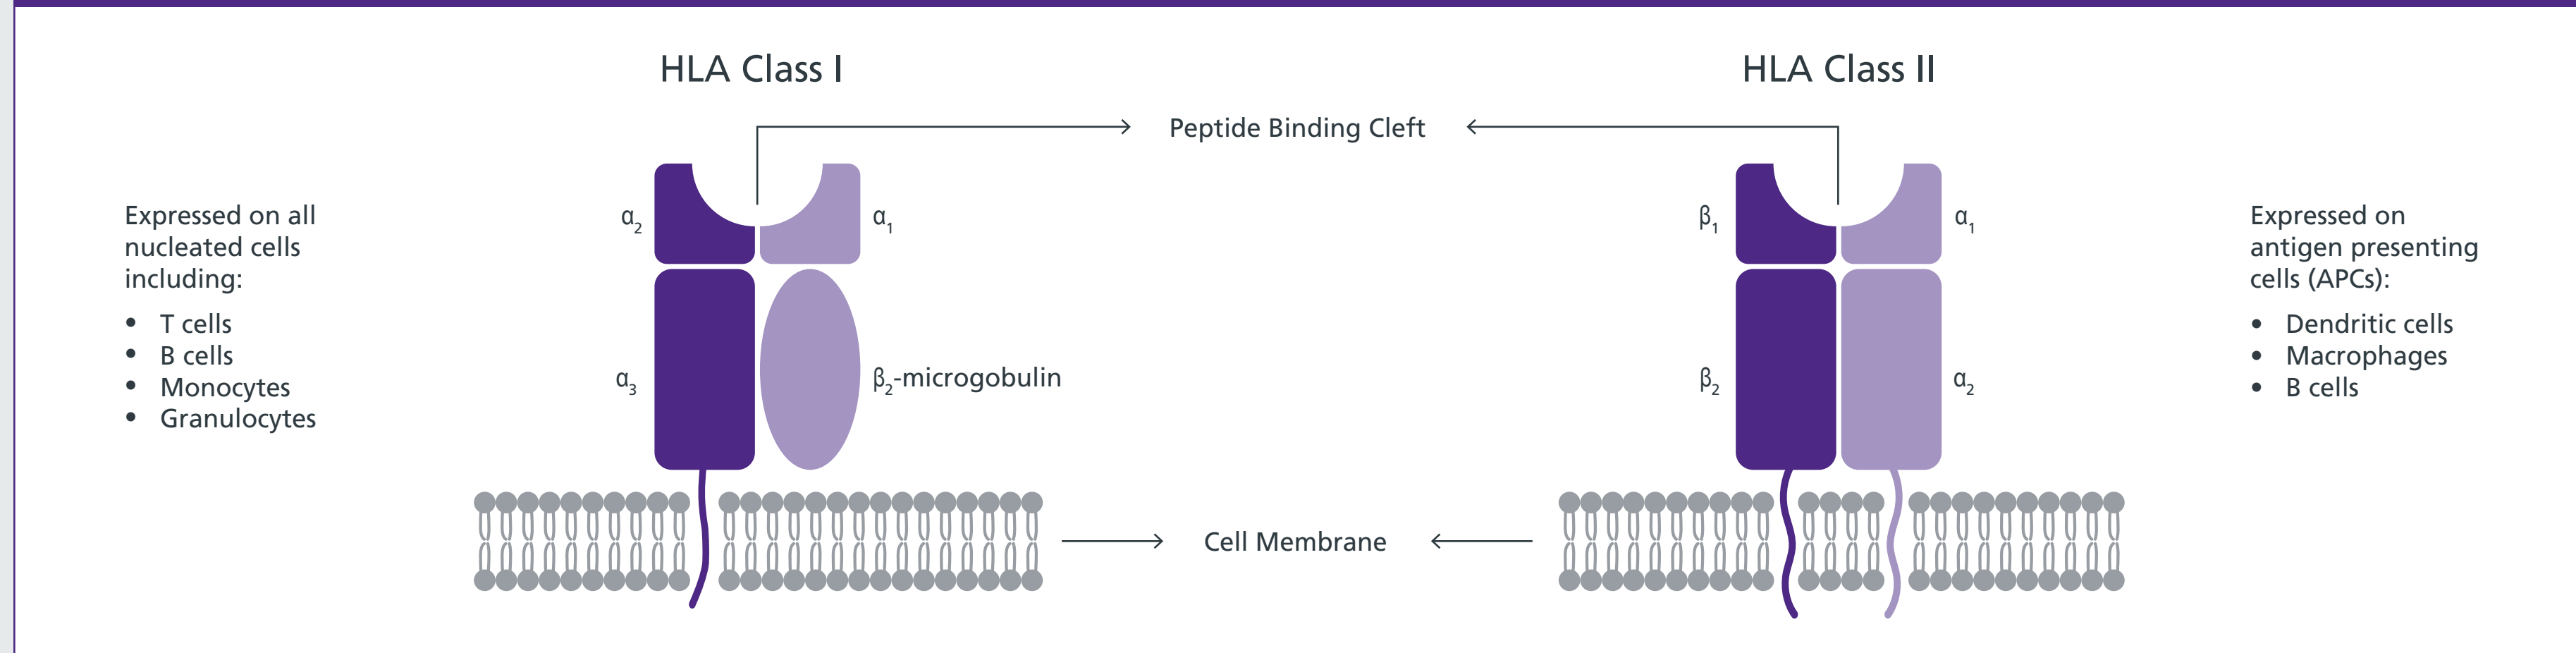 HLA Class I
HLA Class II
Peptide Binding Cleft
Expressed on all
nucleated cells
including:
• T cells
• B cells
• Monocytes
• Granulocytes
α₂
α₁
α₃
β₂-microgobulin
β₁
α₁
β₂
α₂
Expressed on
antigen presenting
cells (APCs):
• Dendritic cells
• Macrophages
• B cells
Cell Membrane